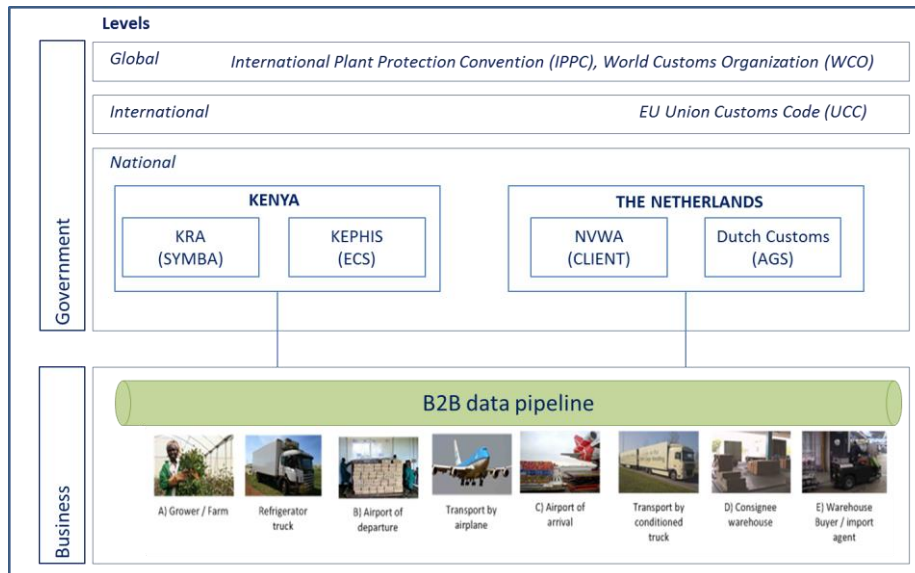 Levels
Government
Global
International Plant Protection Convention (IPPC), World Customs Organization (WCO)
International
EU Union Customs Code (UCC)
National
KENYA
KRA
(SYMBA)
KEPHIS
(ECS)
THE NETHERLANDS
NVWA
(CLIENT)
Dutch Customs
(AGS)
Business
B2B data pipeline
A) Grower / Farm
Refrigerator
truck
B) Airport of
departure
Transport by
airplane
C) Airport of
arrival
Transport by
conditioned
truck
D) Consignee
warehouse
E) Warehouse
Buyer / import
agent